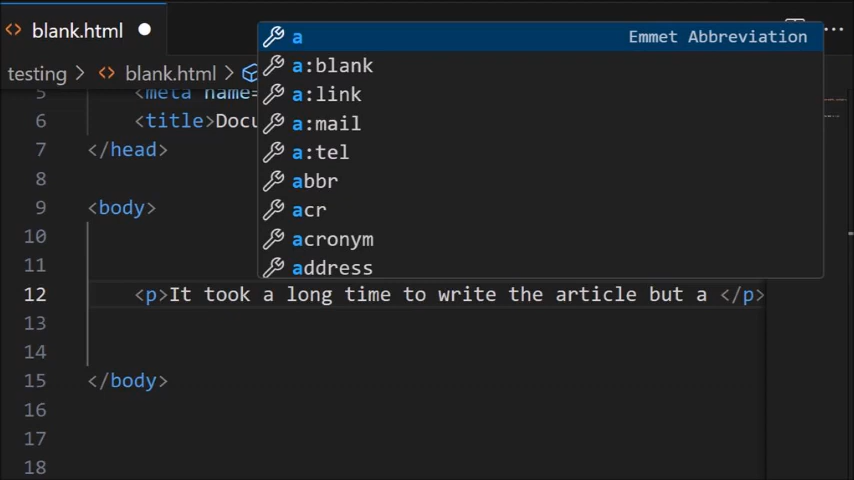 blank.html
a Emmet Abbreviation
a:blank
a:link
a:mail
a:tel
abbr
acr
acronym
address
testing > blank.html >
5 <meta name=
6 <title>Docu
7 </head>
8
9 <body>
10
11
12 <p>It took a long time to write the article but a </p>
13
14
15 </body>
16
17
18